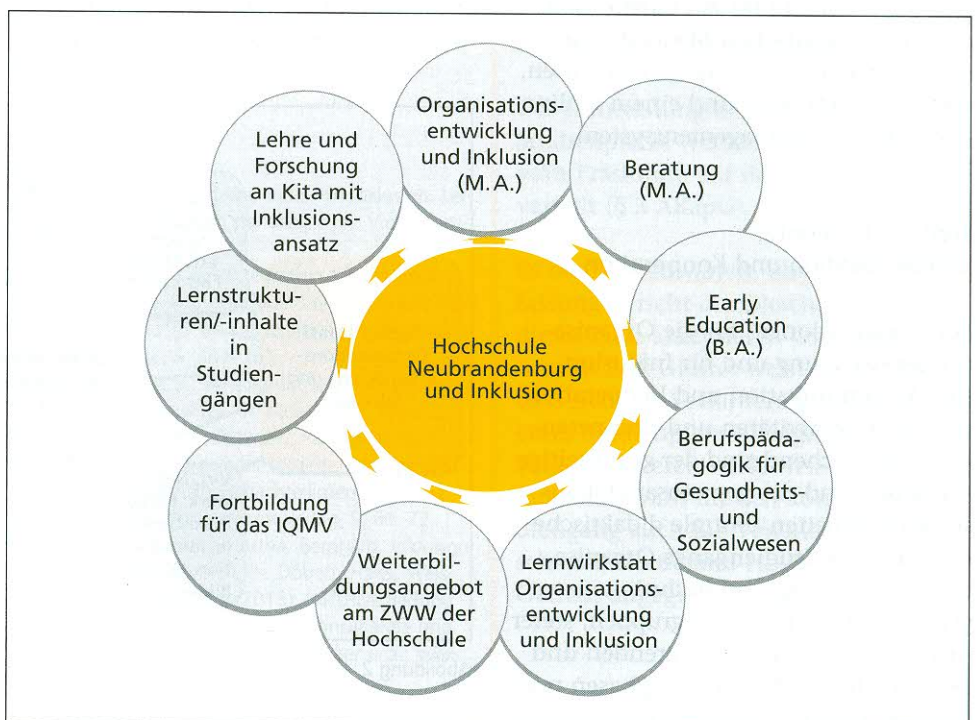 Organisations-
entwicklung
und Inklusion
(M. A.)
Beratung
(M. A.)
Early
Education
(B. A.)
Berufspäda-
gogik für
Gesundheits-
und
Sozialwesen
Lernwirkstatt
Organisations-
entwicklung
und Inklusion
Weiterbil-
dungsangebot
am ZWW der
Hochschule
Fortbildung
für das IQMV
Lernstruktu-
ren/-inhalte
in
Studien-
gängen
Lehre und
Forschung
an Kita mit
Inklusions-
ansatz
Hochschule
Neubrandenburg
und Inklusion